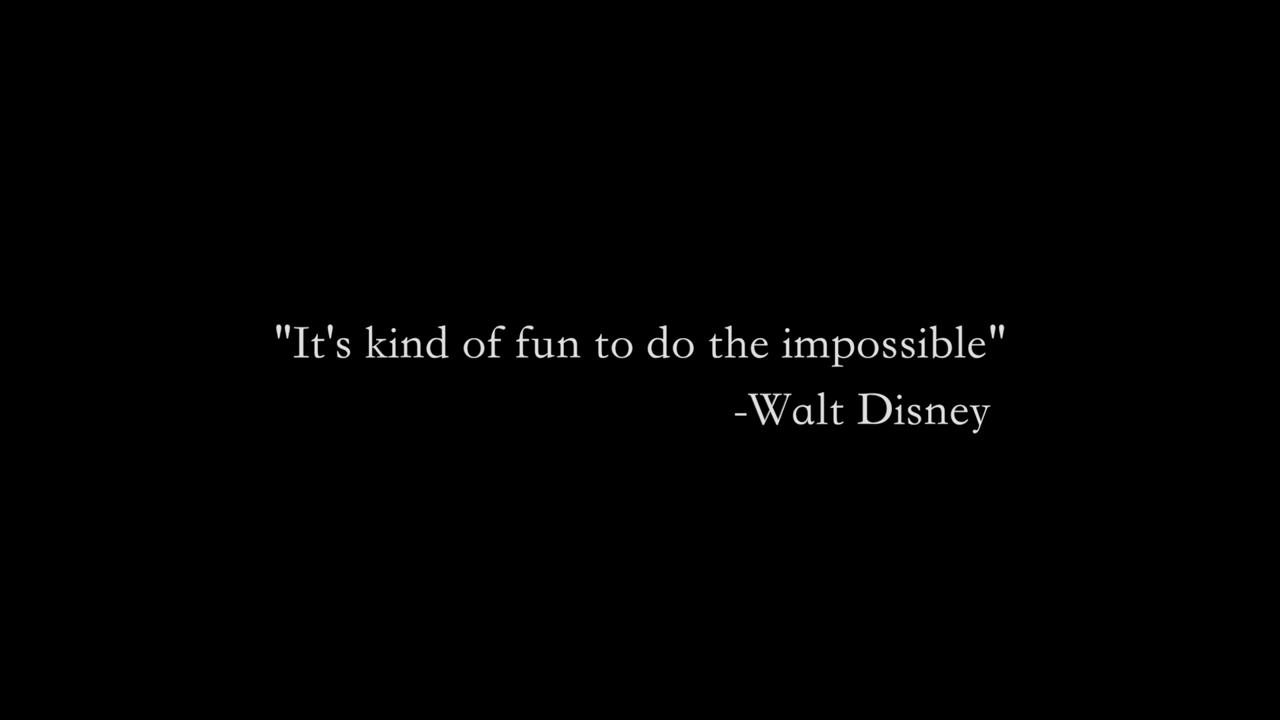 "It's kind of fun to do the impossible"
-Walt Disney